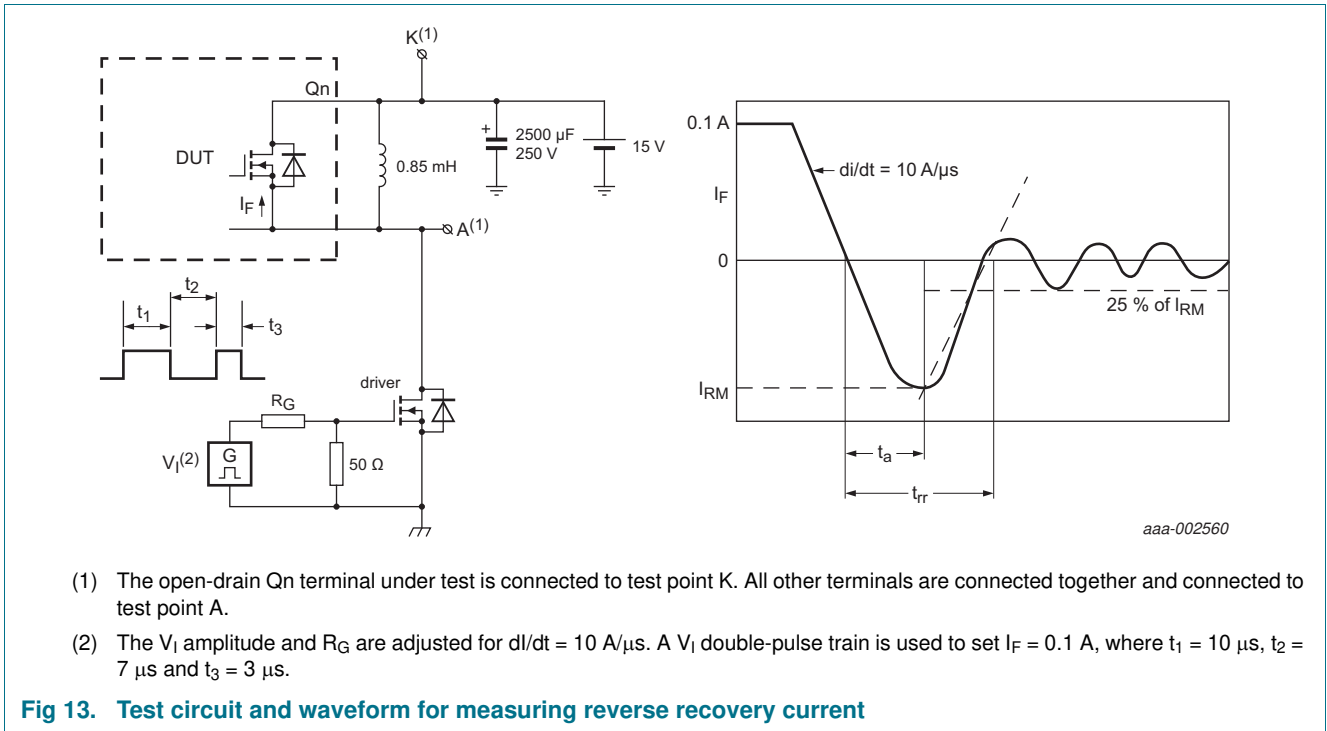 K(1)
Qn
DUT
IF
0.85 mH
+
2500 μF
250 V
15 V
A(1)
t1
t2
t3
driver
RG
VI(2)
G
50 Ω
0.1 A
di/dt = 10 A/μs
IF
0
25 % of IRM
IRM
ta
trr
aaa-002560
(1) The open-drain Qn terminal under test is connected to test point K. All other terminals are connected together and connected to
test point A.
(2) The VI amplitude and RG are adjusted for dI/dt = 10 A/μs. A VI double-pulse train is used to set IF = 0.1 A, where t1 = 10 μs, t2 =
7 μs and t3 = 3 μs.
Fig 13. Test circuit and waveform for measuring reverse recovery current